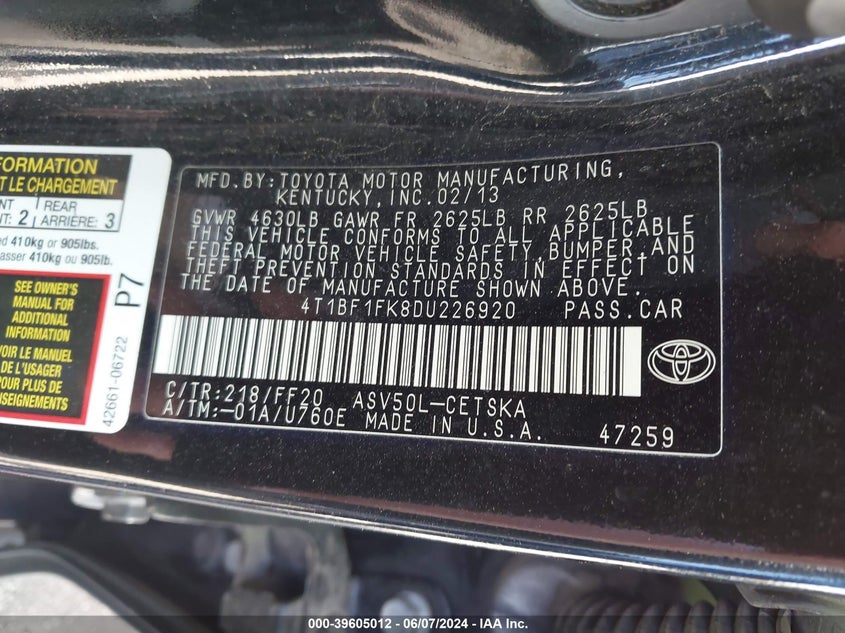 FORMATION
T LE CHARGEMENT
NT
NT: 2
REAR
ARRIÈRE: 3
ed 410kg or 905lbs.
asser 410kg ou 905lb.
SEE OWNER'S
MANUAL FOR
ADDITIONAL
INFORMATION
VOIR LE MANUEL
DE L'USAGER
POUR PLUS DE
ENSEIGNEMENTS
P7
42661-06722
MFD.BY:TOYOTA MOTOR MANUFACTURING,
KENTUCKY,INC.02/13
GVWR 4630LB GAWR FR 2625LB RR 2625LB
THIS VEHICLE CONFORMS TO ALL APPLICABLE
FEDERAL MOTOR VEHICLE SAFETY,BUMPER,AND
THEFT PREVENTION STANDARDS IN EFFECT ON
THE DATE OF MANUFACTURE SHOWN ABOVE.
4T1BF1FK8DU226920 PASS.CAR
C/TR:218/FF20 ASV50L-CETSKA
A/TM:-01A/U760E MADE IN U.S.A. 47259
000-39605012 - 06/07/2024 - © IAA Inc.